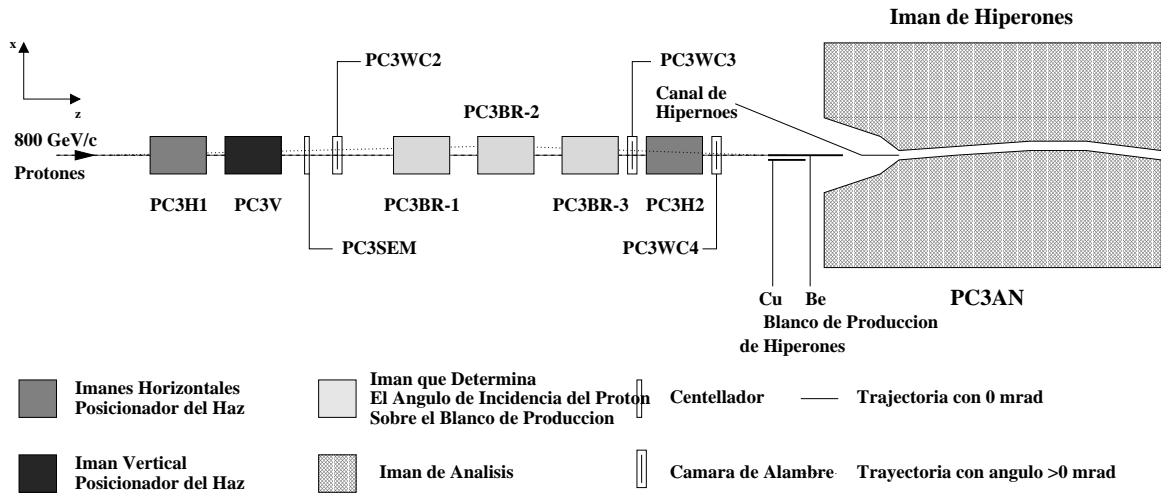 Iman de Hiperones
x
z
PC3WC2
PC3WC3
Canal de
Hipernoes
PC3BR-2
800 GeV/c
Protones
PC3H1
PC3V
PC3BR-1
PC3BR-3
PC3H2
PC3SEM
PC3WC4
Cu
Be
PC3AN
Blanco de Produccion
de Hiperones
Imanes Horizontales
Posicionador del Haz
Iman que Determina
El Angulo de Incidencia del Proton
Sobre el Blanco de Produccion
Centellador
Trajectoria con 0 mrad
Iman Vertical
Posicionador del Haz
Iman de Analisis
Camara de Alambre
Trayectoria con angulo >0 mrad